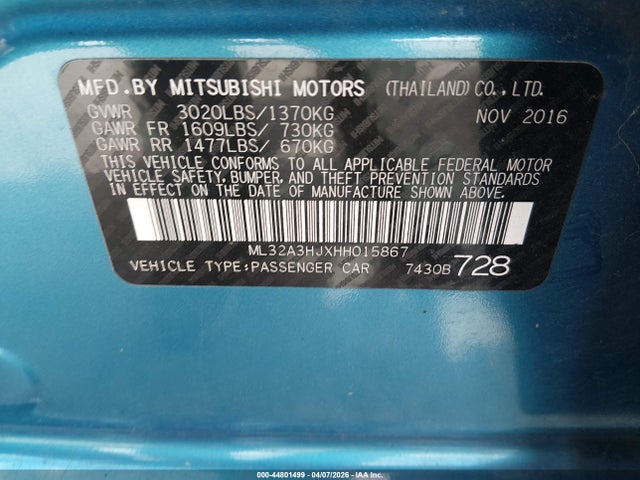 MFD.BY MITSUBISHI MOTORS (THAILAND)CO.,LTD.
GVWR 3020LBS/1370KG NOV 2016
GAWR FR 1609LBS/ 730KG
GAWR RR 1477LBS/ 670KG
THIS VEHICLE CONFORMS TO ALL APPLICABLE FEDERAL MOTOR
VEHICLE SAFETY, BUMPER, AND THEFT PREVENTION STANDARDS
IN EFFECT ON THE DATE OF MANUFACTURE SHOWN ABOVE.
ML32A3HJXHH015867
VEHICLE TYPE:PASSENGER CAR 7430B 728
000-44801499 - 04/07/2026 - IAA Inc.